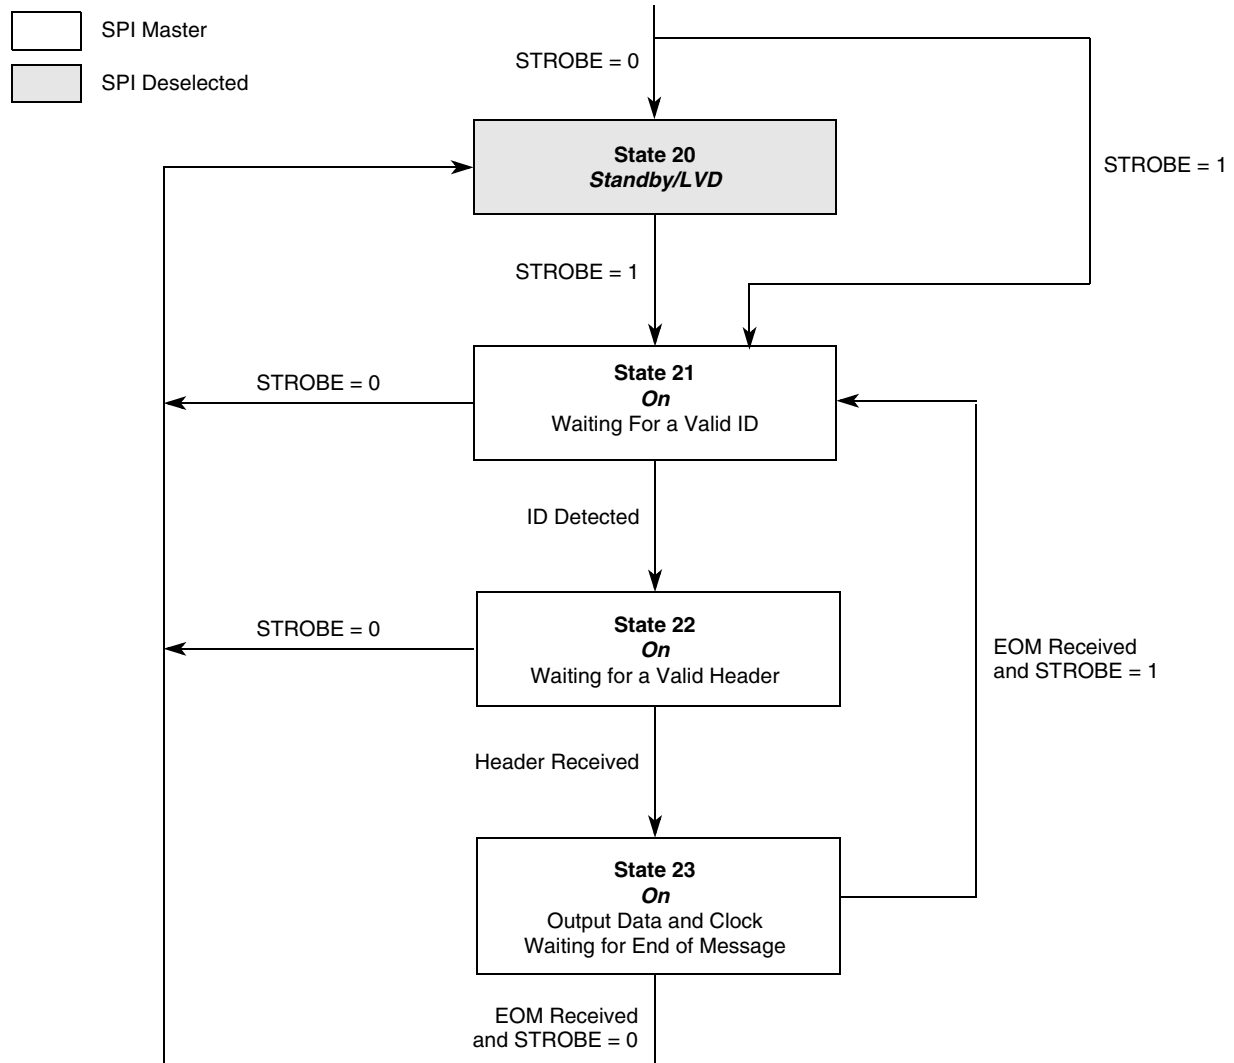 SPI Master
SPI Deselected
STROBE = 0
STROBE = 1
State 20
Standby/LVD
STROBE = 1
State 21
On
Waiting For a Valid ID
STROBE = 0
ID Detected
State 22
On
Waiting for a Valid Header
STROBE = 0
EOM Received
and STROBE = 1
Header Received
State 23
On
Output Data and Clock
Waiting for End of Message
EOM Received
and STROBE = 0